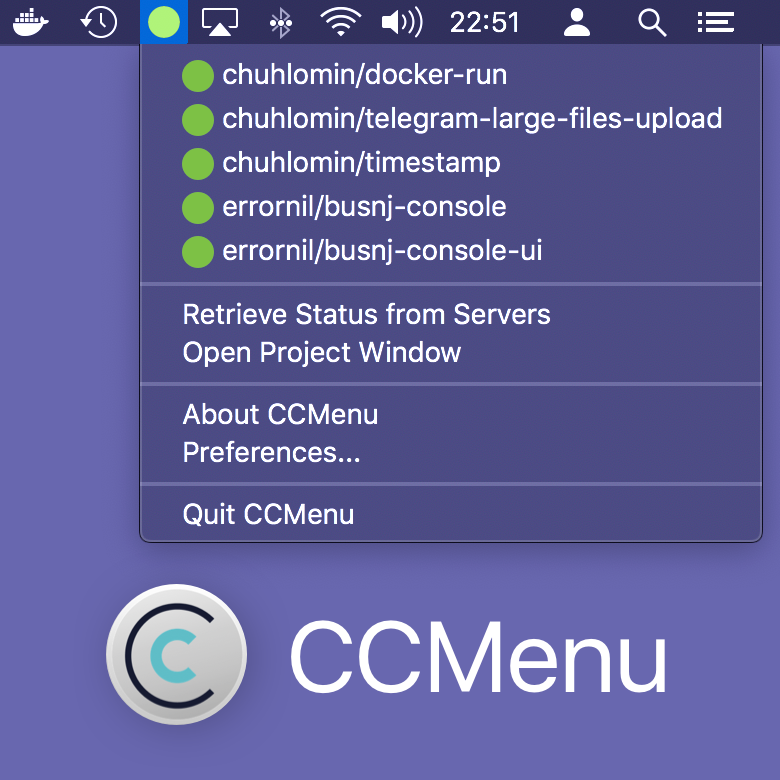 22:51
chuhlomin/docker-run
chuhlomin/telegram-large-files-upload
chuhlomin/timestamp
errornil/busnj-console
errornil/busnj-console-ui
Retrieve Status from Servers
Open Project Window
About CCMenu
Preferences...
Quit CCMenu
CCMenu